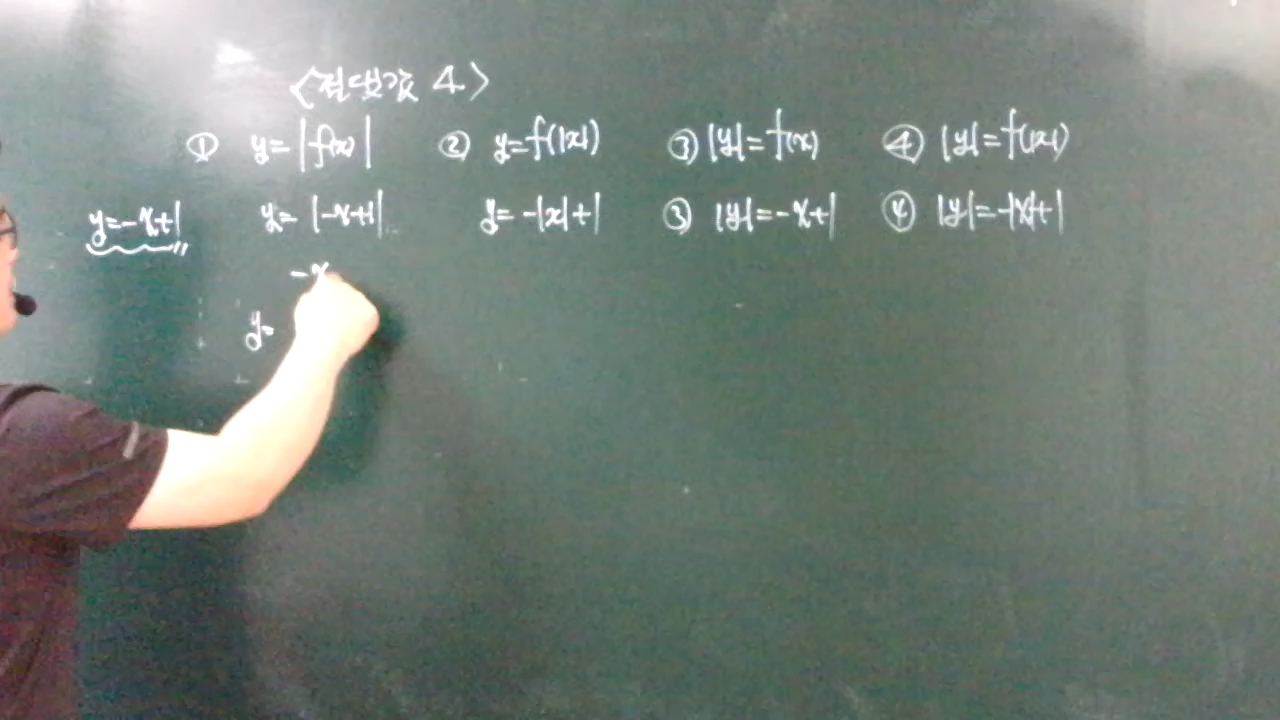 <절댓값 4>
① y=|f(x)| ② y=f(|x|) ③ |y|=f(x) ④ |y|=f(|x|)
y=-x+1 y=|-x+1| y=-|x|+1 ③ |y|=-x+1 ④ |y|=-|x|+1
-x
y=